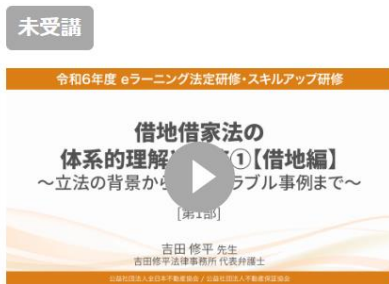 未受講
令和6年度 eラーニング法定研修・スキルアップ研修
借地借家法の
体系的理解 ①【借地編】
～立法の背景から ラブル事例まで～
[第1部]
吉田 修平 先生
吉田修平法律事務所 代表弁護士
公益社団法人全日本不動産協会 / 公益社団法人不動産保証協会